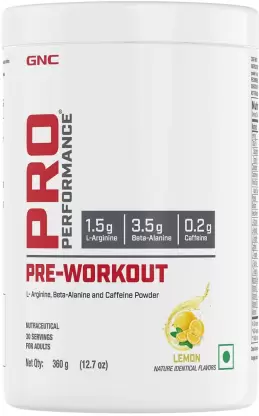 GNC
PRO
PERFORMANCE®
1.5g
L-Arginine
3.5g
Beta-Alanine
0.2g
Caffeine
PRE-WORKOUT
L-Arginine, Beta-Alanine and Caffeine Powder
NUTRACEUTICAL
30 SERVINGS
FOR ADULTS
Net Qty: 360 g (12.7 oz)
LEMON
NATURE IDENTICAL FLAVORS